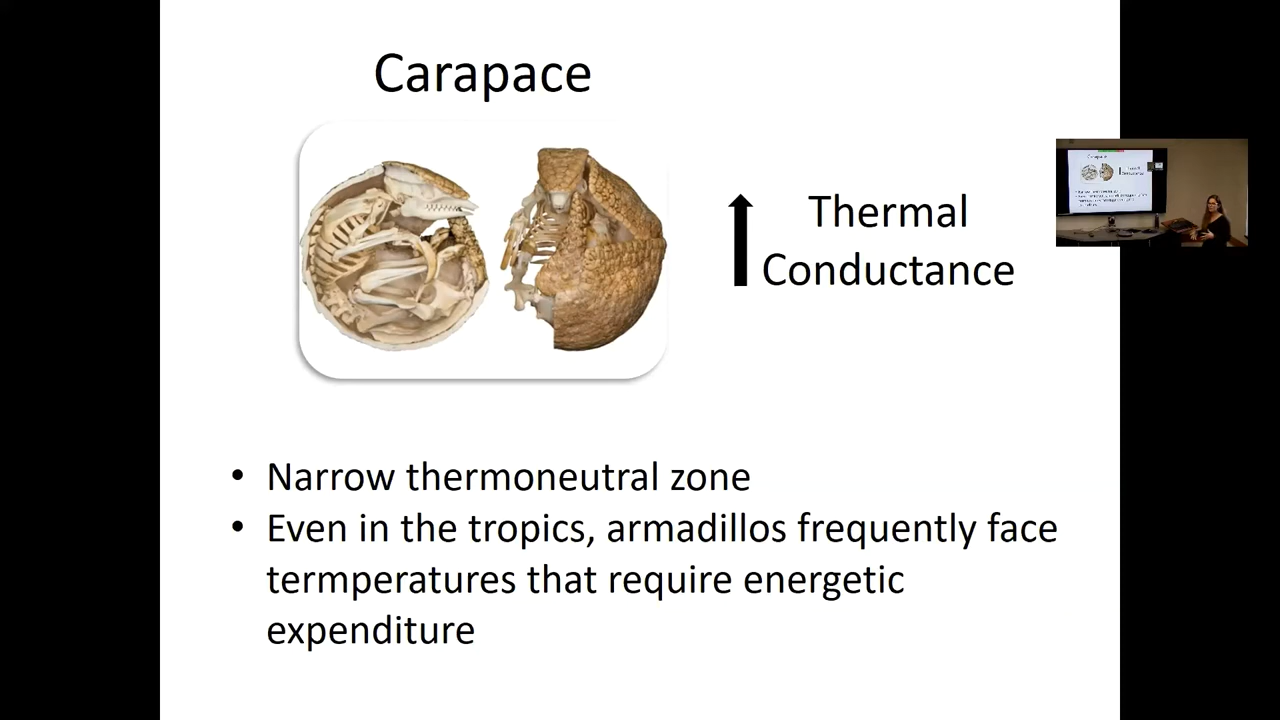 Carapace
Thermal
Conductance
• Narrow thermoneutral zone
• Even in the tropics, armadillos frequently face
termperatures that require energetic
expenditure